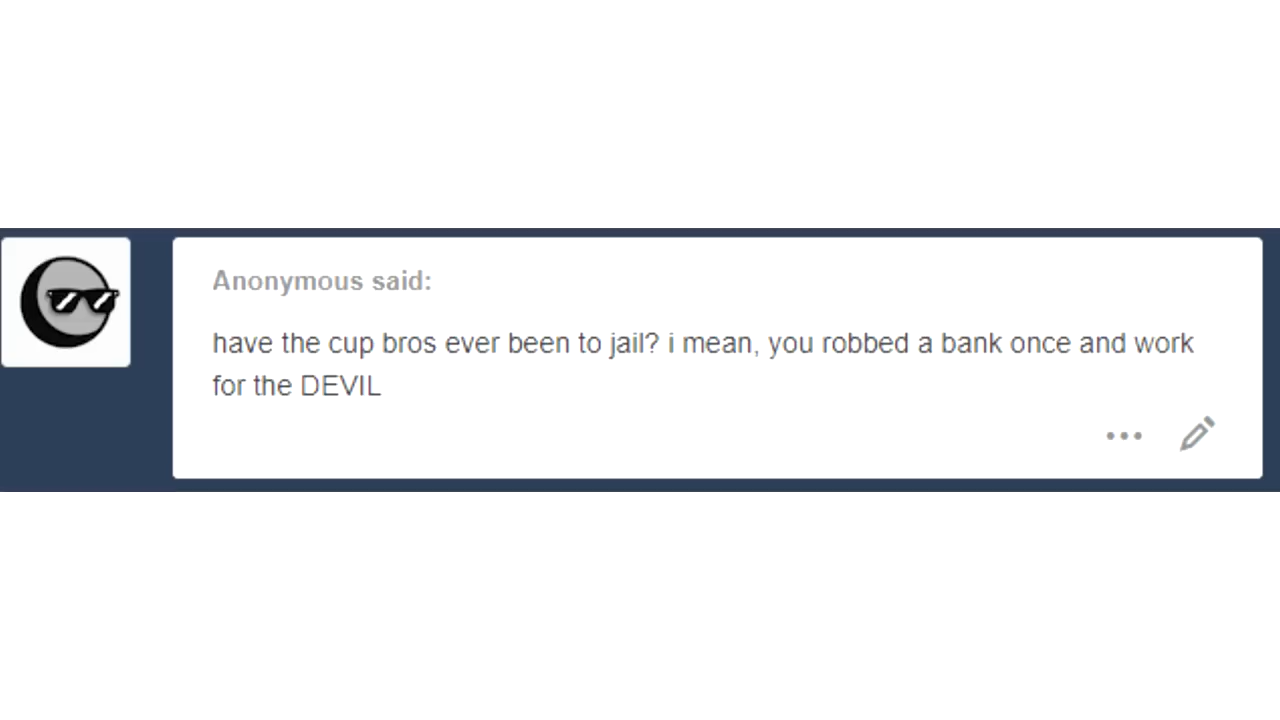 Anonymous said:
have the cup bros ever been to jail? i mean, you robbed a bank once and work
for the DEVIL